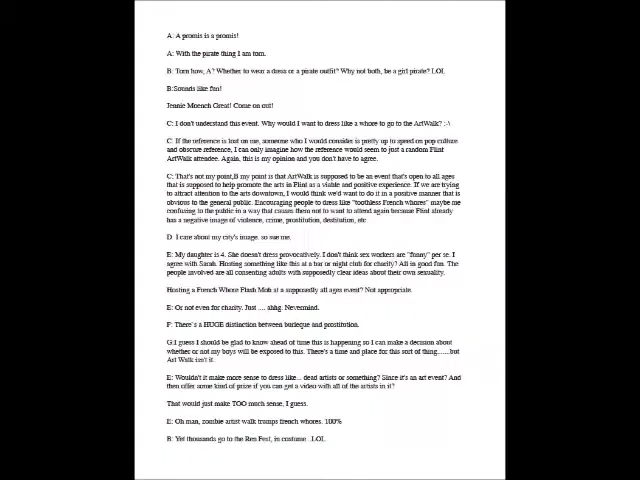 A: A promis is a promis!
A: With the pirate thing I am torn.
B: Torn how, A? Whether to wear a dress or a pirate outfit? Why not both, be a girl pirate? LOL
B:Sounds like fun!
Jennie Moench Great! Come on out!
C: I don't understand this event. Why would I want to dress like a whore to go to the ArtWalk? :-\
C: If the reference is lost on me, someone who I would consider is pretty up to speed on pop culture
and obscure reference, I can only imagine how the reference would seem to just a random Flint
ArtWalk attendee. Again, this is my opinion and you don't have to agree.
C: That's not my point,B my point is that ArtWalk is supposed to be an event that's open to all ages
that is supposed to help promote the arts in Flint as a viable and positive experience. If we are trying
to attract attention to the arts downtown, I would think we'd want to do it in a positive manner that is
obvious to the general public. Encouraging people to dress like "toothless French whores" maybe me
confusing to the public in a way that causes them not to want to attend again because Flint already
has a negative image of violence, crime, prostitution, destitution, etc
D: I care about my city's image. so sue me.
E: My daughter is 4. She doesn't dress provocatively. I don't think sex workers are "funny" per se. I
agree with Sarah. Hosting something like this at a bar or night club for charity? All in good fun. The
people involved are all consenting adults with supposedly clear ideas about their own sexuality.
Hosting a French Whore Flash Mob at a supposedly all ages event? Not appropriate.
E: Or not even for charity. Just .... ahhg. Nevermind.
F: There's a HUGE distinction between burleque and prostitution.
G:I guess I should be glad to know ahead of time this is happening so I can make a decision about
whether or not my boys will be exposed to this. There's a time and place for this sort of thing......but
Art Walk isn't it.
E: Wouldn't it make more sense to dress like... dead artists or something? Since it's an art event? And
then offer some kind of prize if you can get a video with all of the artists in it?
That would just make TOO much sense, I guess.
E: Oh man, zombie artist walk trumps french whores. 100%
B: Yet thousands go to the Ren Fest, in costume...LOL